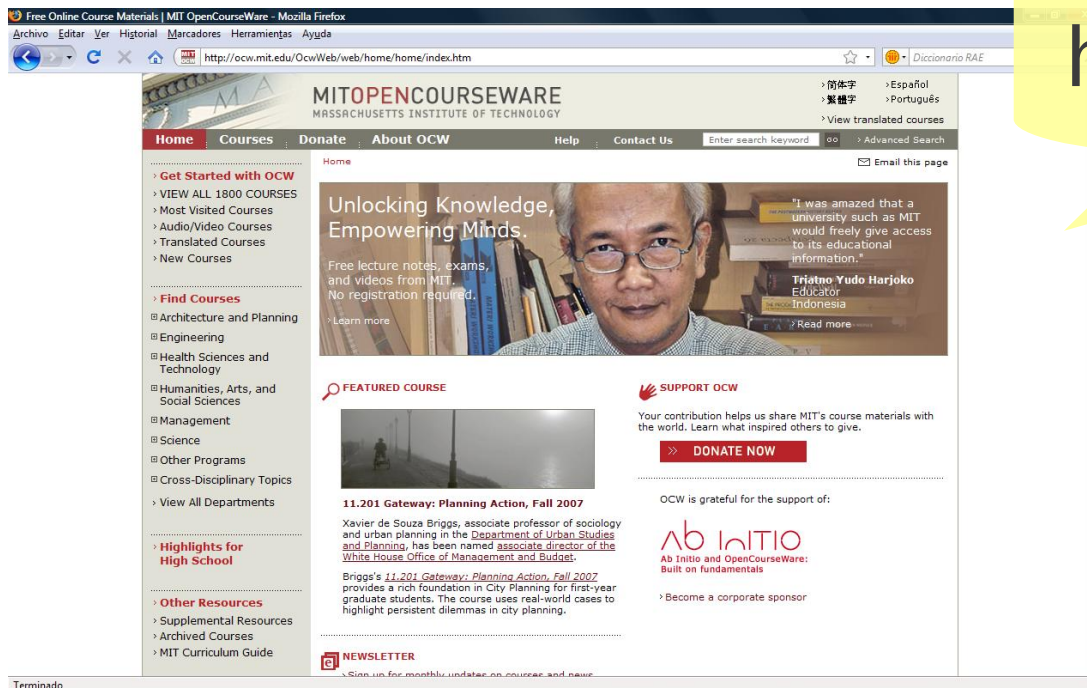 Free Online Course Materials | MIT OpenCourseWare - Mozilla Firefox
Archivo Editar Ver Historial Marcadores Herramientas Ayuda
http://ocw.mit.edu/OcwWeb/web/home/home/index.htm
Diccionario RAE
h
MITOPENCOURSEWARE
MASSACHUSETTS INSTITUTE OF TECHNOLOGY
简体字 Español
繁體字 Português
View translated courses
Home Courses Donate About OCW Help Contact Us Enter search keyword GO Advanced Search
Home
Email this page
Get Started with OCW
VIEW ALL 1800 COURSES
Most Visited Courses
Audio/Video Courses
Translated Courses
New Courses
Find Courses
Architecture and Planning
Engineering
Health Sciences and
Technology
Humanities, Arts, and
Social Sciences
Management
Science
Other Programs
Cross-Disciplinary Topics
View All Departments
Highlights for
High School
Other Resources
Supplemental Resources
Archived Courses
MIT Curriculum Guide
Unlocking Knowledge,
Empowering Minds.
Free lecture notes, exams,
and videos from MIT.
No registration required.
Learn more
"I was amazed that a
university such as MIT
would freely give access
to its educational
information."
Triatno Yudo Harjoko
Educator
Indonesia
Read more
FEATURED COURSE
11.201 Gateway: Planning Action, Fall 2007
Xavier de Souza Briggs, associate professor of sociology
and urban planning in the Department of Urban Studies
and Planning, has been named associate director of the
White House Office of Management and Budget.
Briggs's 11.201 Gateway: Planning Action, Fall 2007
provides a rich foundation in City Planning for first-year
graduate students. The course uses real-world cases to
highlight persistent dilemmas in city planning.
NEWSLETTER
Sign up for monthly updates on courses and news
SUPPORT OCW
Your contribution helps us share MIT's course materials with
the world. Learn what inspired others to give.
DONATE NOW
OCW is grateful for the support of:
Ab Initio
Ab Initio and OpenCourseWare:
Built on fundamentals
Become a corporate sponsor
Terminado